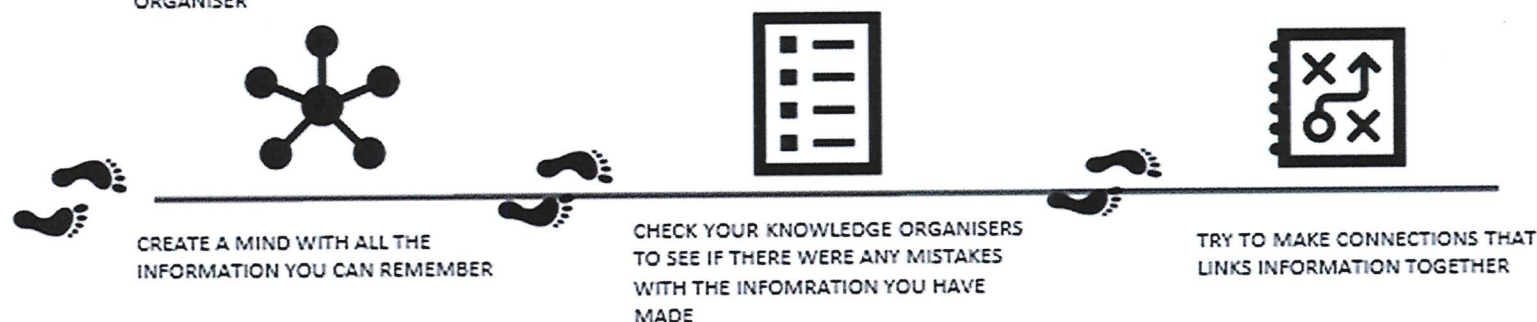 ORGANISER
CREATE A MIND WITH ALL THE
INFORMATION YOU CAN REMEMBER
CHECK YOUR KNOWLEDGE ORGANISERS
TO SEE IF THERE WERE ANY MISTAKES
WITH THE INFOMRATION YOU HAVE
MADE
TRY TO MAKE CONNECTIONS THAT
LINKS INFORMATION TOGETHER